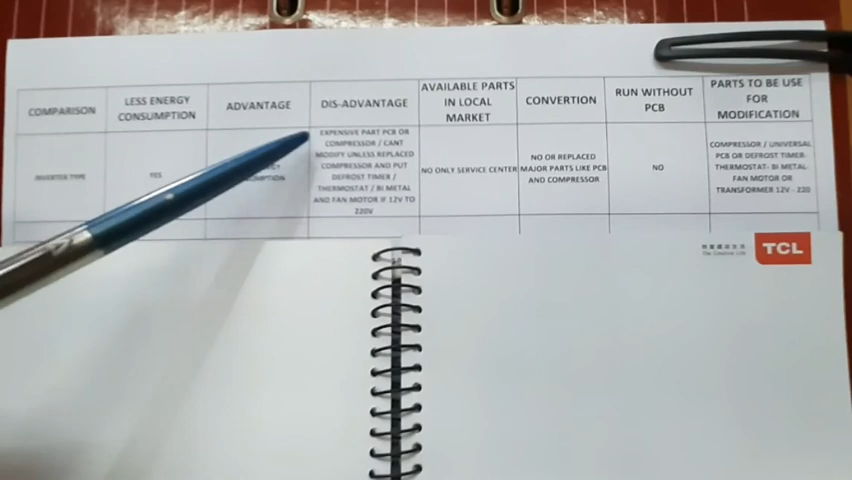 COMPARISON
LESS ENERGY
CONSUMPTION
ADVANTAGE
DIS-ADVANTAGE
AVAILABLE PARTS
IN LOCAL
MARKET
CONVERTION
RUN WITHOUT
PCB
PARTS TO BE USE
FOR
MODIFICATION
INVERTER TYPE
YES
EXPENSIVE PART PCB OR
COMPRESSOR / CANT
MODIFY UNLESS REPLACED
COMPRESSOR AND PUT
DEFROST TIMER /
THERMOSTAT / BI METAL
AND FAN MOTOR IF 12V TO
220V
NO ONLY SERVICE CENTER
NO OR REPLACED
MAJOR PARTS LIKE PCB
AND COMPRESSOR
NO
COMPRESSOR / UNIVERSAL
PCB OR DEFROST TIMER-
THERMOSTAT- BI METAL-
FAN MOTOR OR
TRANSFORMER 12V - 220
The Creative Life
TCL